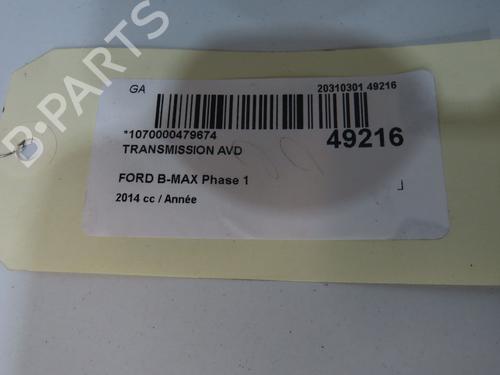 GA
20310301 49216
*1070000479674
49216
TRANSMISSION AVD
FORD B-MAX Phase 1
2014 cc / Année
B-PARTS